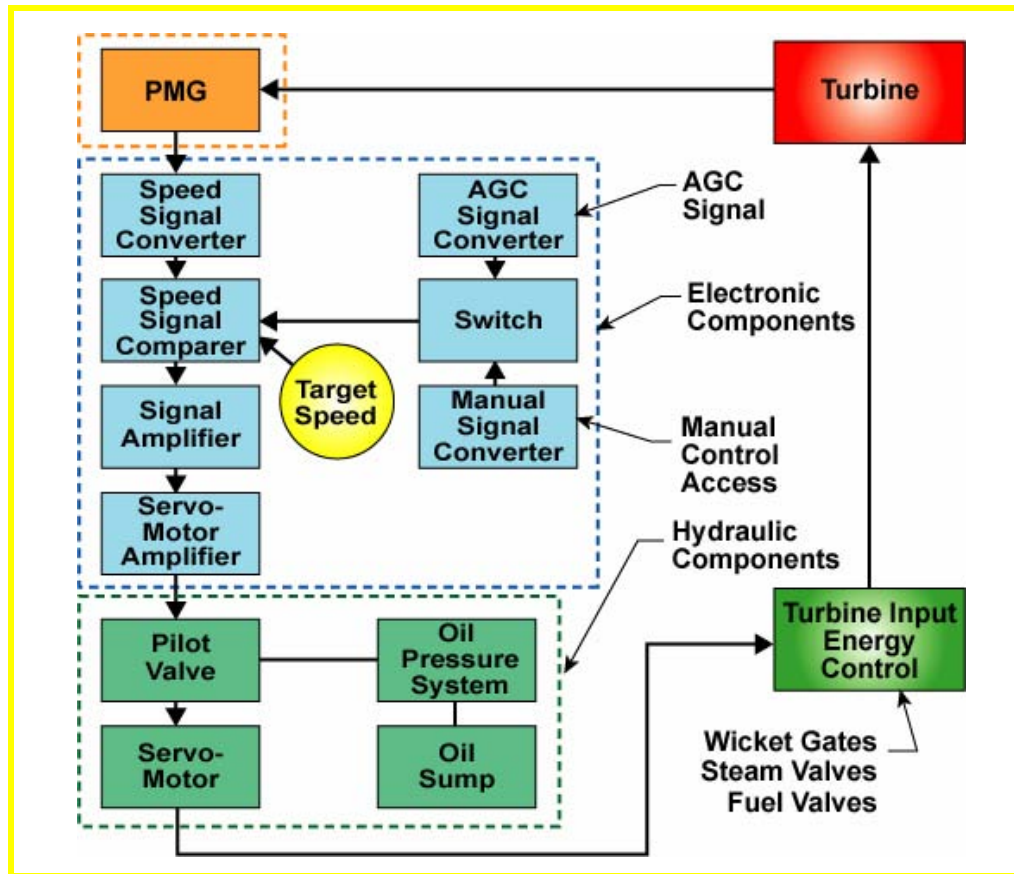 PMG
Turbine
Speed
Signal
Converter
AGC
Signal
Converter
AGC
Signal
Speed
Signal
Comparer
Switch
Electronic
Components
Target
Speed
Signal
Amplifier
Manual
Signal
Converter
Manual
Control
Access
Servo-
Motor
Amplifier
Hydraulic
Components
Pilot
Valve
Oil
Pressure
System
Turbine Input
Energy
Control
Servo-
Motor
Oil
Sump
Wicket Gates
Steam Valves
Fuel Valves